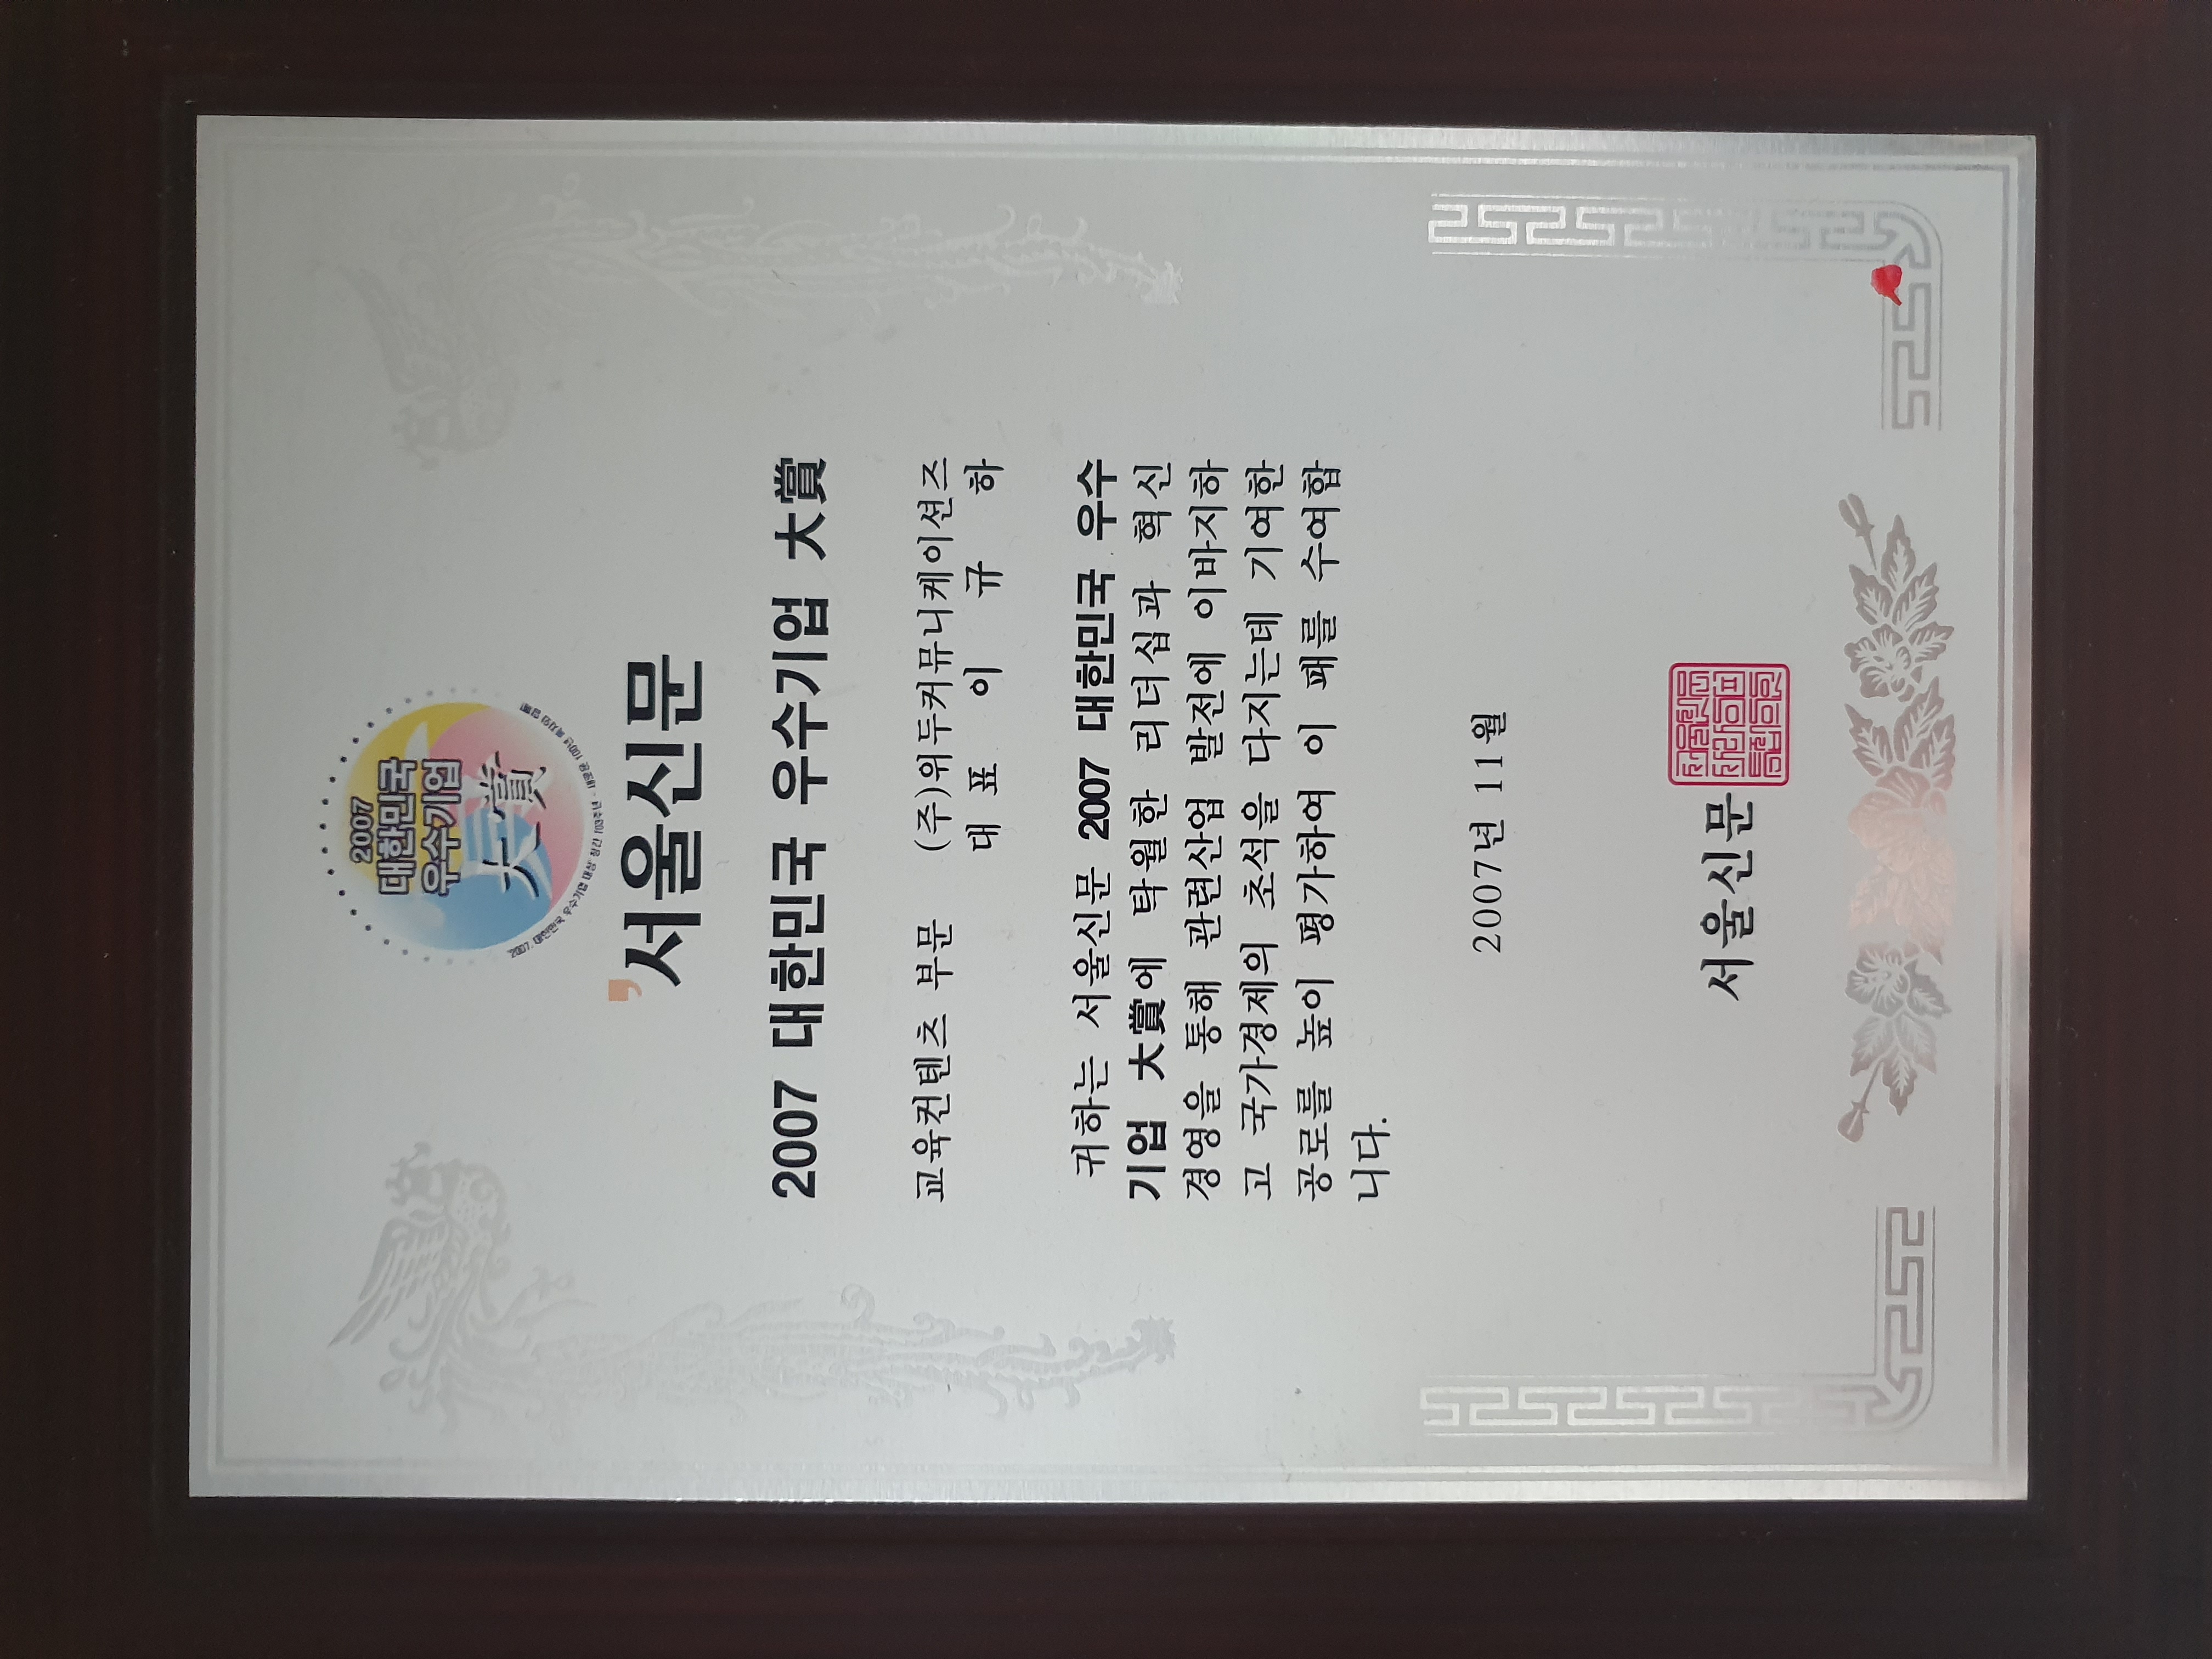 2007
대한민국
우수기업
大賞
서울신문
2007 대한민국 우수기업 大賞
교육컨텐츠 부문 (주)위두커뮤니케이션즈
대 표 이 규 하
귀하는 서울신문 2007 대한민국 우수
기업 大賞에 탁월한 리더십과 혁신
경영을 통해 관련산업 발전에 이바지하
고 국가경제의 초석을 다지는데 기여한
공로를 높이 평가하여 이 패를 수여합
니다.
2007년 11월
서울신문